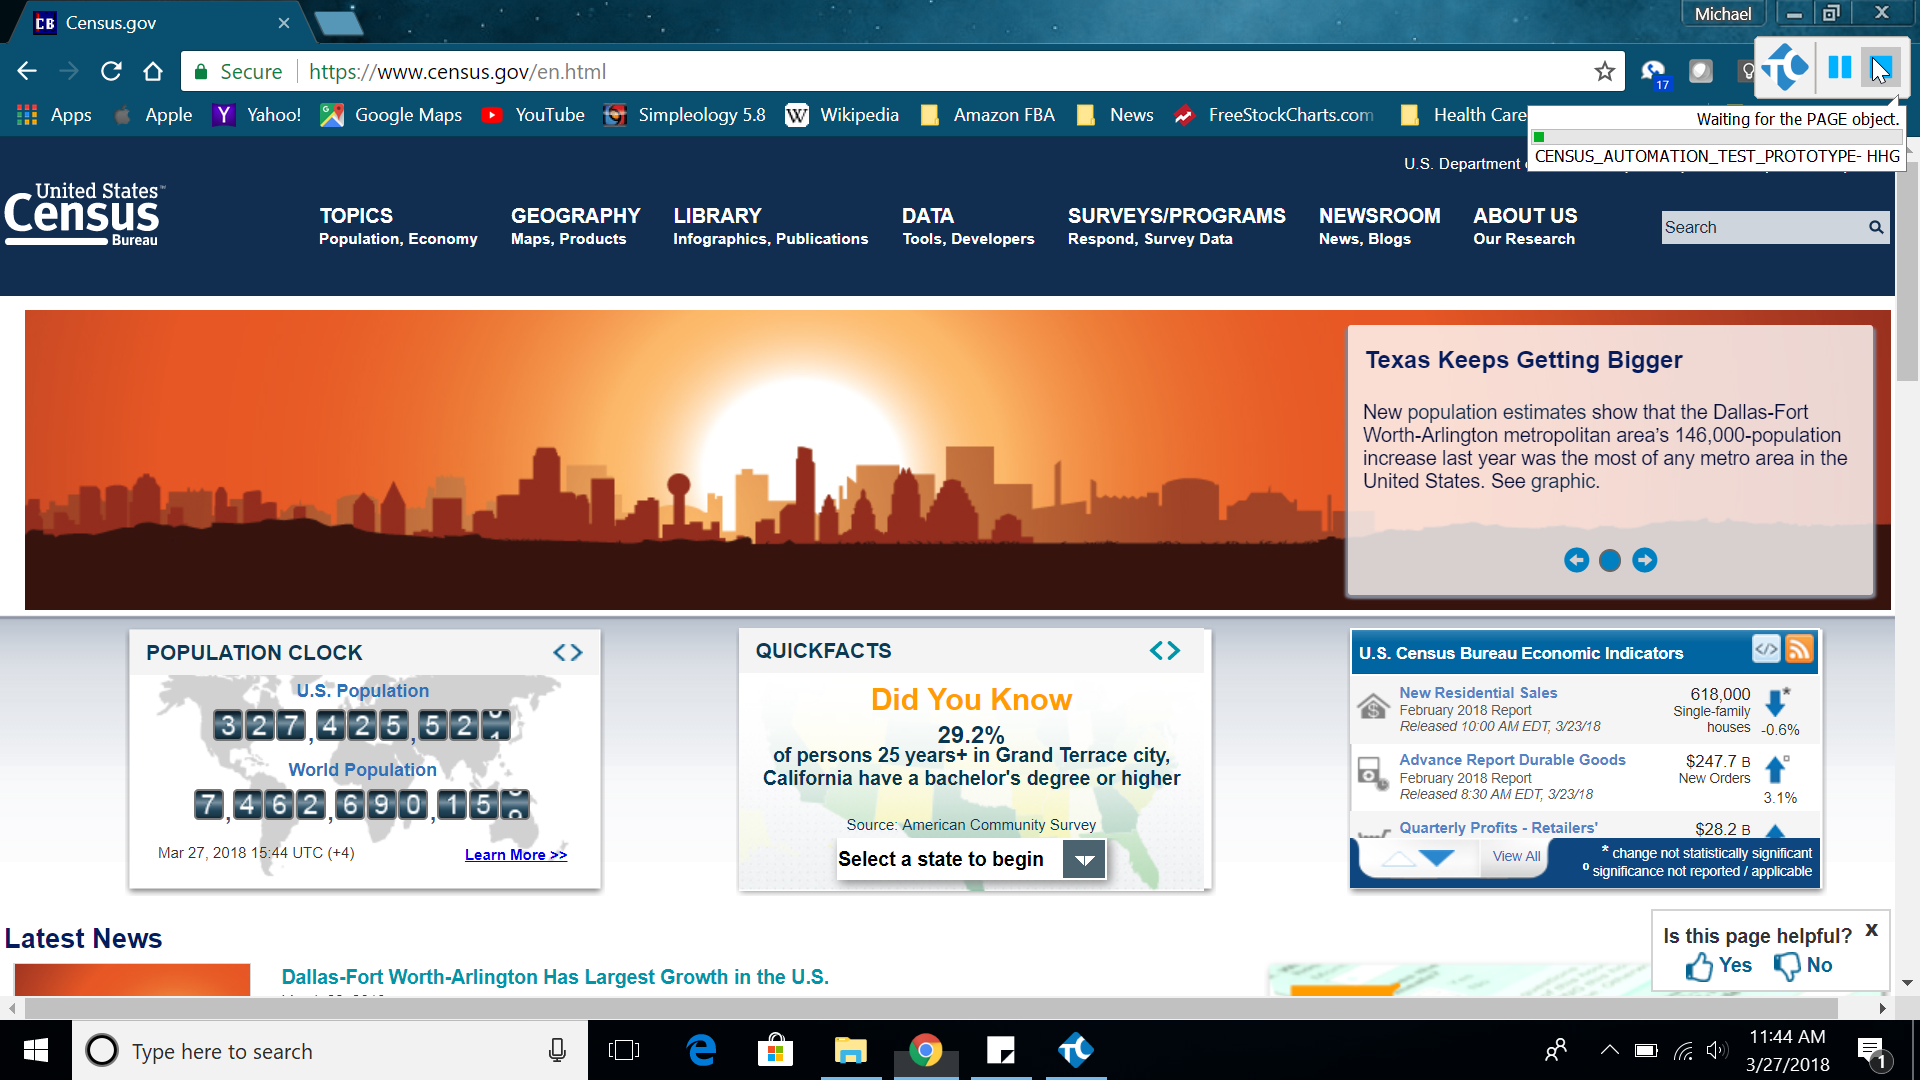 CB Census.gov
Michael
Secure https://www.census.gov/en.html
17
Apps Apple Yahoo! Google Maps YouTube Simpleology 5.8 Wikipedia Amazon FBA News FreeStockCharts.com Health Care
Waiting for the PAGE object.
CENSUS_AUTOMATION_TEST_PROTOTYPE- HHG
U.S. Department
United States™
Census
Bureau
TOPICS
Population, Economy
GEOGRAPHY
Maps, Products
LIBRARY
Infographics, Publications
DATA
Tools, Developers
SURVEYS/PROGRAMS
Respond, Survey Data
NEWSROOM
News, Blogs
ABOUT US
Our Research
Search
Texas Keeps Getting Bigger
New population estimates show that the Dallas-Fort
Worth-Arlington metropolitan area's 146,000-population
increase last year was the most of any metro area in the
United States. See graphic.
POPULATION CLOCK
U.S. Population
327,425,52
World Population
7,462,690,15
Mar 27, 2018 15:44 UTC (+4)
Learn More >>
QUICKFACTS
Did You Know
29.2%
of persons 25 years+ in Grand Terrace city,
California have a bachelor's degree or higher
Source: American Community Survey
Select a state to begin
U.S. Census Bureau Economic Indicators
New Residential Sales
February 2018 Report
Released 10:00 AM EDT, 3/23/18
618,000
Single-family
houses
*
-0.6%
Advance Report Durable Goods
February 2018 Report
Released 8:30 AM EDT, 3/23/18
$247.7 B
New Orders
o
3.1%
Quarterly Profits - Retailers'
$28.2 B
View All
* change not statistically significant
o significance not reported / applicable
Latest News
Dallas-Fort Worth-Arlington Has Largest Growth in the U.S.
Is this page helpful? x
Yes No
Type here to search
11:44 AM
3/27/2018
1